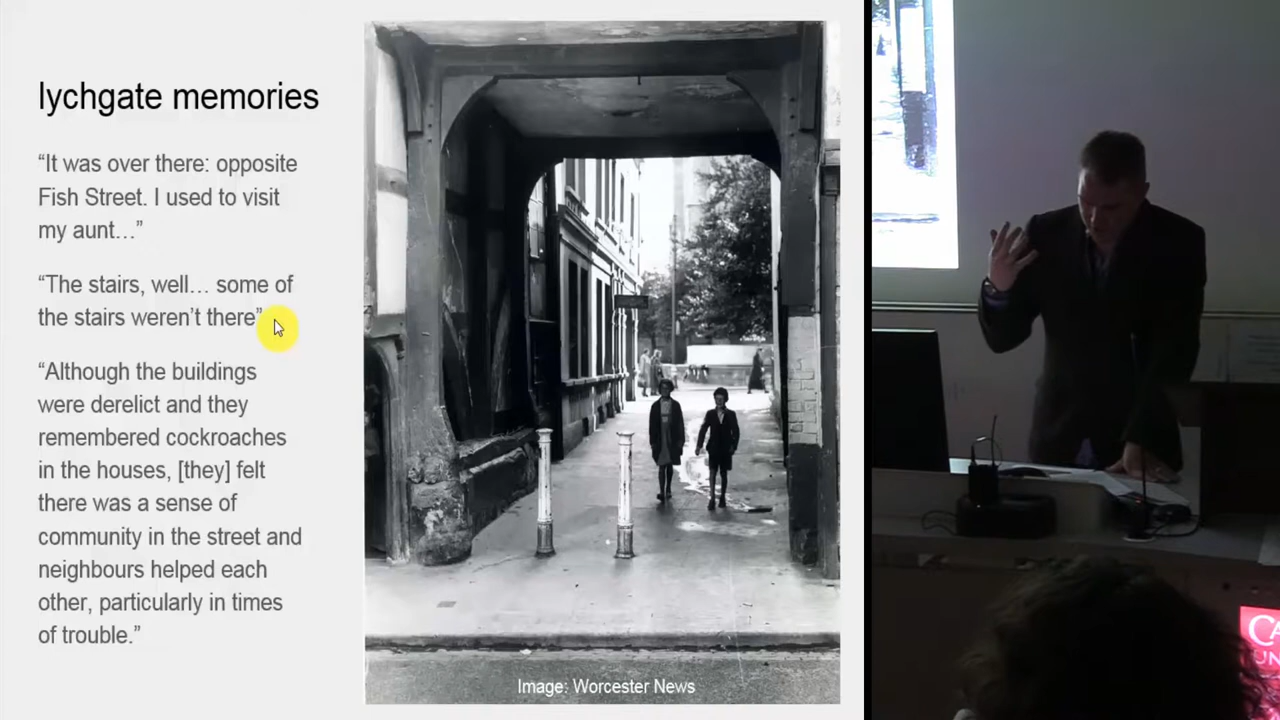 lychgate memories
“It was over there: opposite
Fish Street. I used to visit
my aunt…”
“The stairs, well… some of
the stairs weren’t there”
“Although the buildings
were derelict and they
remembered cockroaches
in the houses, [they] felt
there was a sense of
community in the street and
neighbours helped each
other, particularly in times
of trouble.”
Image: Worcester News